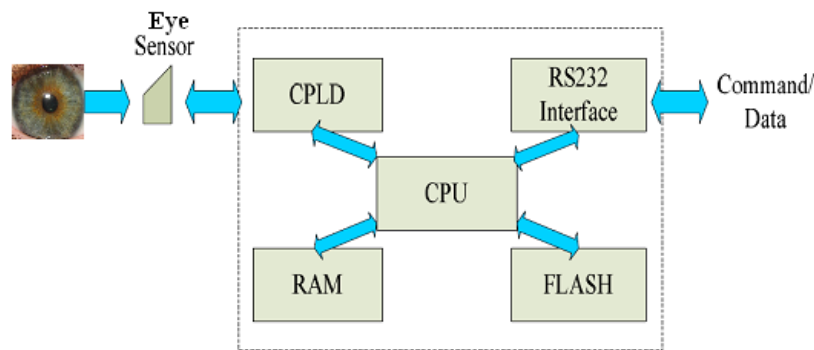 Eye
Sensor
CPLD
RS232
Interface
Command/
Data
CPU
RAM
FLASH